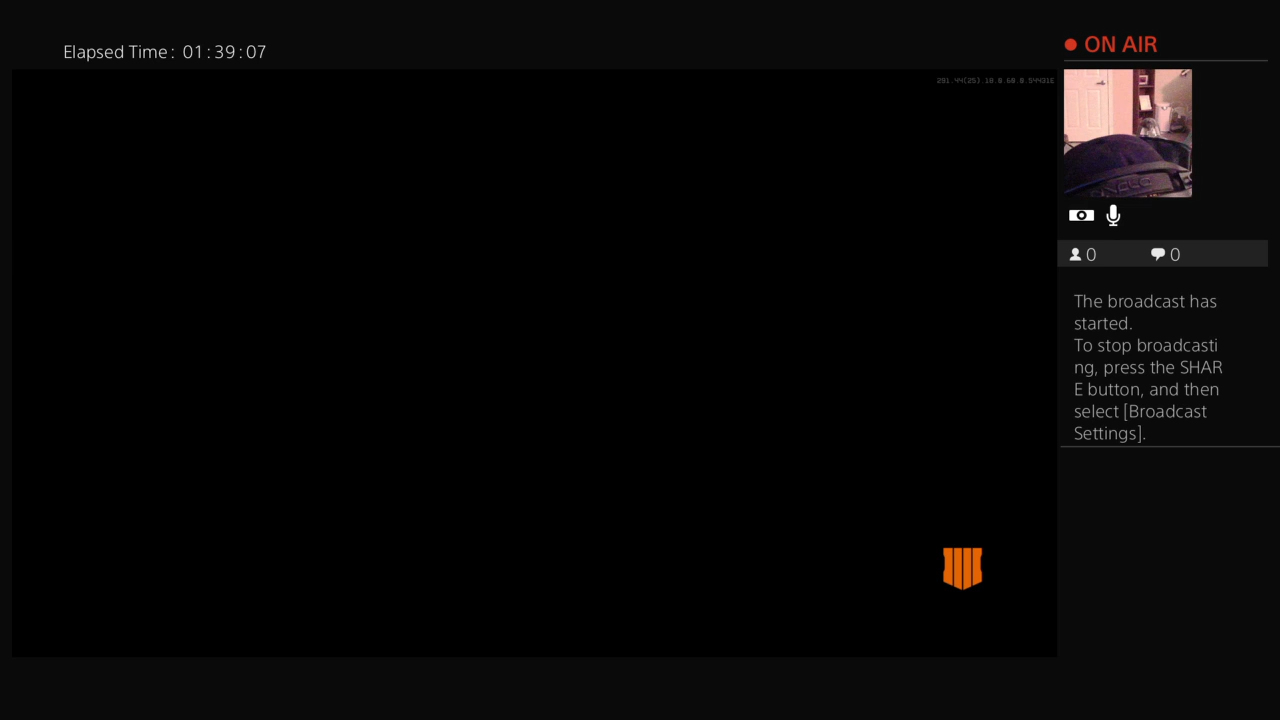 Elapsed Time: 01:39:07
ON AIR
0 0
The broadcast has
started.
To stop broadcasti
ng, press the SHAR
E button, and then
select [Broadcast
Settings].